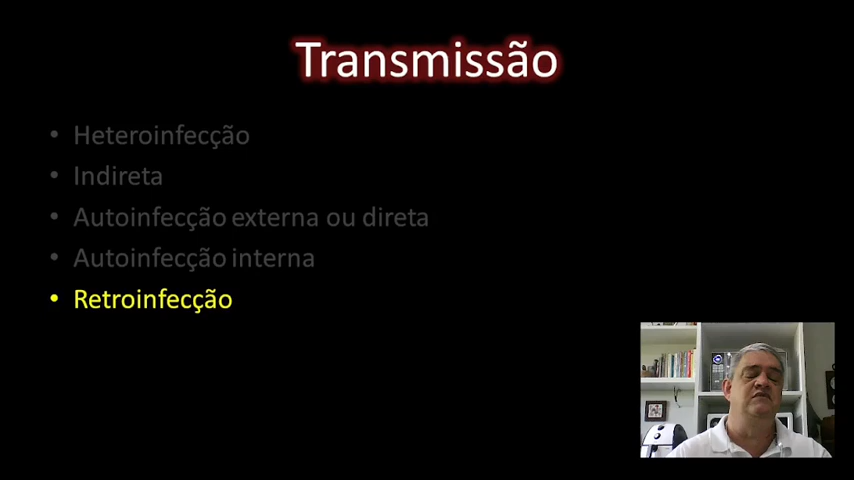 Transmissão
• Heteroinfecção
• Indireta
• Autoinfecção externa ou direta
• Autoinfecção interna
• Retroinfecção